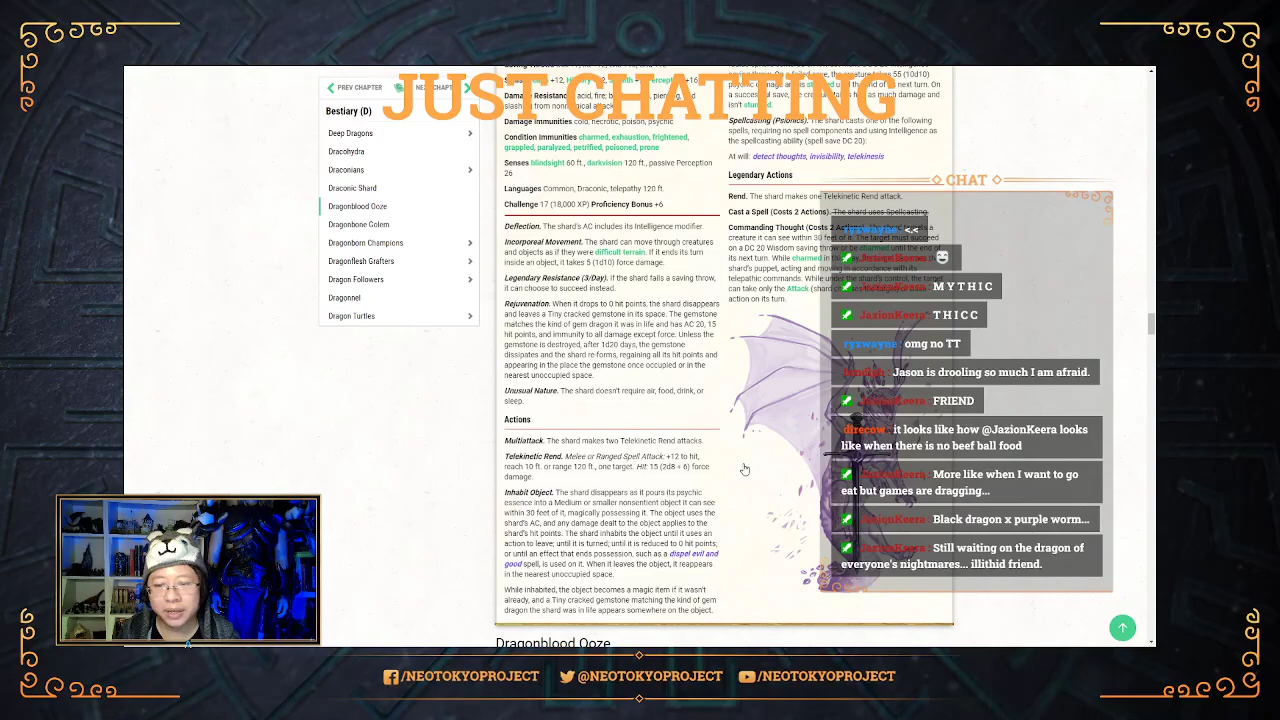 JUST CHATTING
PREV CHAPTER
Bestiary (D)
Deep Dragons
Dracohydra
Draconians
Draconic Shard
Dragonblood Ooze
Dragonbone Golem
Dragonborn Champions
Dragonflesh Grafters
Dragon Followers
Dragonnel
Dragon Turtles
Damage Immunities cold, necrotic, poison, psychic
Condition Immunities charmed, exhaustion, frightened,
grappled, paralyzed, petrified, poisoned, prone
Senses blindsight 60 ft., darkvision 120 ft., passive Perception
26
Languages Common, Draconic, telepathy 120 ft.
Challenge 17 (18,000 XP) Proficiency Bonus +6
Deflection. The shard's AC includes its Intelligence modifier.
Incorporeal Movement. The shard can move through creatures
and objects as if they were difficult terrain. If it ends its turn
inside an object, it takes 5 (1d10) force damage.
Legendary Resistance (3/Day). If the shard fails a saving throw,
it can choose to succeed instead.
Rejuvenation. When it drops to 0 hit points, the shard disappears
and leaves a Tiny cracked gemstone in its space. The gemstone
matches the kind of gem dragon it was in life and has AC 20, 15
hit points, and immunity to all damage except force. Unless the
gemstone is destroyed, after 1d20 days, the gemstone
dissipates and the shard re-forms, regaining all its hit points and
appearing in the place the gemstone once occupied or in the
nearest unoccupied space.
Unusual Nature. The shard doesn't require air, food, drink, or
sleep.
Actions
Multiattack. The shard makes two Telekinetic Rend attacks.
Telekinetic Rend. Melee or Ranged Spell Attack: +12 to hit,
reach 10 ft. or range 120 ft., one target. Hit: 15 (2d8 + 6) force
damage.
Inhabit Object. The shard disappears as it pours its psychic
essence into a Medium or smaller nonsentient object it can see
within 30 feet of it, magically possessing it. The object uses the
shard's AC, and any damage dealt to the object applies to the
shard's hit points. The shard inhabits the object until it uses an
action to leave; until it is turned; until it is reduced to 0 hit points;
or until an effect that ends possession, such as a dispel evil and
good spell, is used on it. When it leaves the object, it reappears
in the nearest unoccupied space.
While inhabited, the object becomes a magic item if it wasn't
already, and a Tiny cracked gemstone matching the kind of gem
dragon the shard was in life appears somewhere on the object.
Dragonblood Ooze
Spellcasting (Psionics). The shard casts one of the following
spells, requiring no spell components and using Intelligence as
the spellcasting ability (spell save DC 20):
At will: detect thoughts, invisibility, telekinesis
Legendary Actions
Rend. The shard makes one Telekinetic Rend attack.
Cast a Spell (Costs 2 Actions). The shard uses Spellcasting.
CHAT
ryzwayne : <<
JaxionKeera :
JaxionKeera : M Y T H I C
JaxionKeera : T H I C C
ryzwayne : omg no TT
Jason is drooling so much I am afraid.
JaxionKeera : FRIEND
direcow : it looks like how @JazionKeera looks
like when there is no beef ball food
JaxionKeera : More like when I want to go
eat but games are dragging...
JaxionKeera : Black dragon x purple worm...
JaxionKeera : Still waiting on the dragon of
everyone's nightmares... illithid friend.
/NEOTOKYOPROJECT @NEOTOKYOPROJECT /NEOTOKYOPROJECT